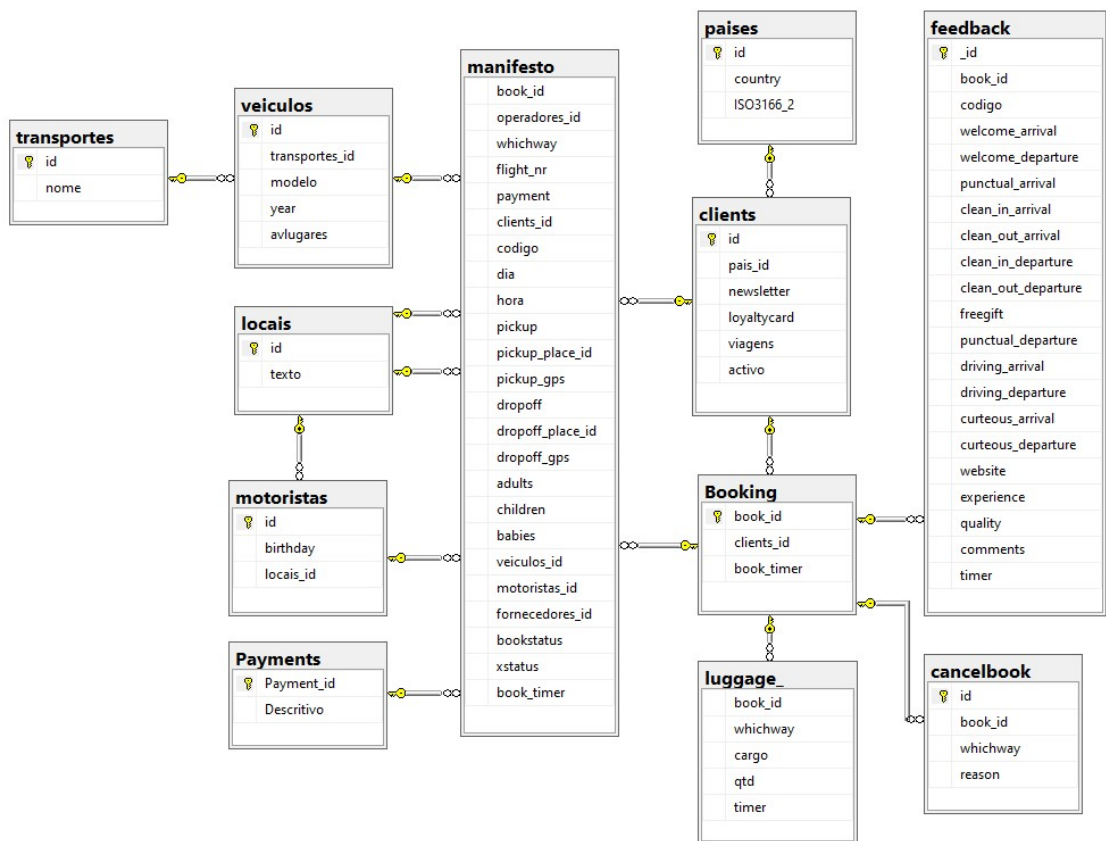 transportes
id
nome
veiculos
id
transportes_id
modelo
year
avlugares
locais
id
texto
motoristas
id
birthday
locais_id
Payments
Payment_id
Descritivo
manifesto
book_id
operadores_id
whichway
flight_nr
payment
clients_id
codigo
dia
hora
pickup
pickup_place_id
pickup_gps
dropoff
dropoff_place_id
dropoff_gps
adults
children
babies
veiculos_id
motoristas_id
fornecedores_id
bookstatus
xstatus
book_timer
paises
id
country
ISO3166_2
clients
id
pais_id
newsletter
loyaltycard
viagens
activo
Booking
book_id
clients_id
book_timer
luggage_
book_id
whichway
cargo
qtd
timer
feedback
_id
book_id
codigo
welcome_arrival
welcome_departure
punctual_arrival
clean_in_arrival
clean_out_arrival
clean_in_departure
clean_out_departure
freegift
punctual_departure
driving_arrival
driving_departure
curteous_arrival
curteous_departure
website
experience
quality
comments
timer
cancelbook
id
book_id
whichway
reason